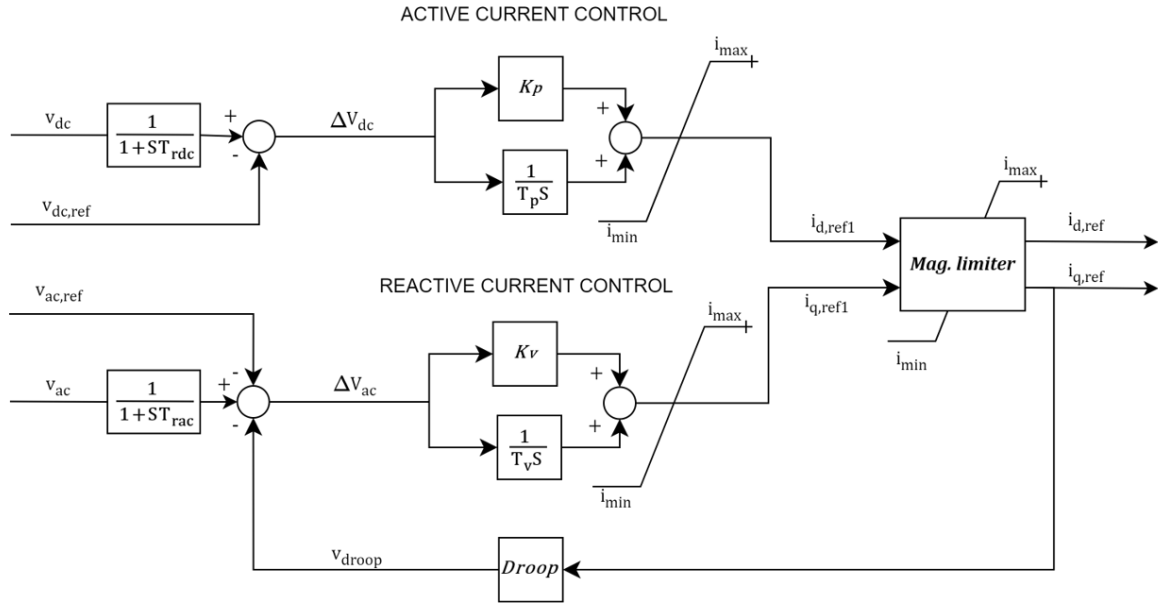 ACTIVE CURRENT CONTROL
i_max
Kp
v_dc
1
1+ST_rdc
+
-
ΔV_dc
+
+
1
T_pS
i_min
v_dc,ref
i_max
i_d,ref1
i_d,ref
Mag. limiter
REACTIVE CURRENT CONTROL
i_q,ref1
i_q,ref
i_min
v_ac,ref
i_max
Kv
-
v_ac
1
1+ST_rac
+
-
ΔV_ac
+
+
1
T_vS
i_min
v_droop
Droop